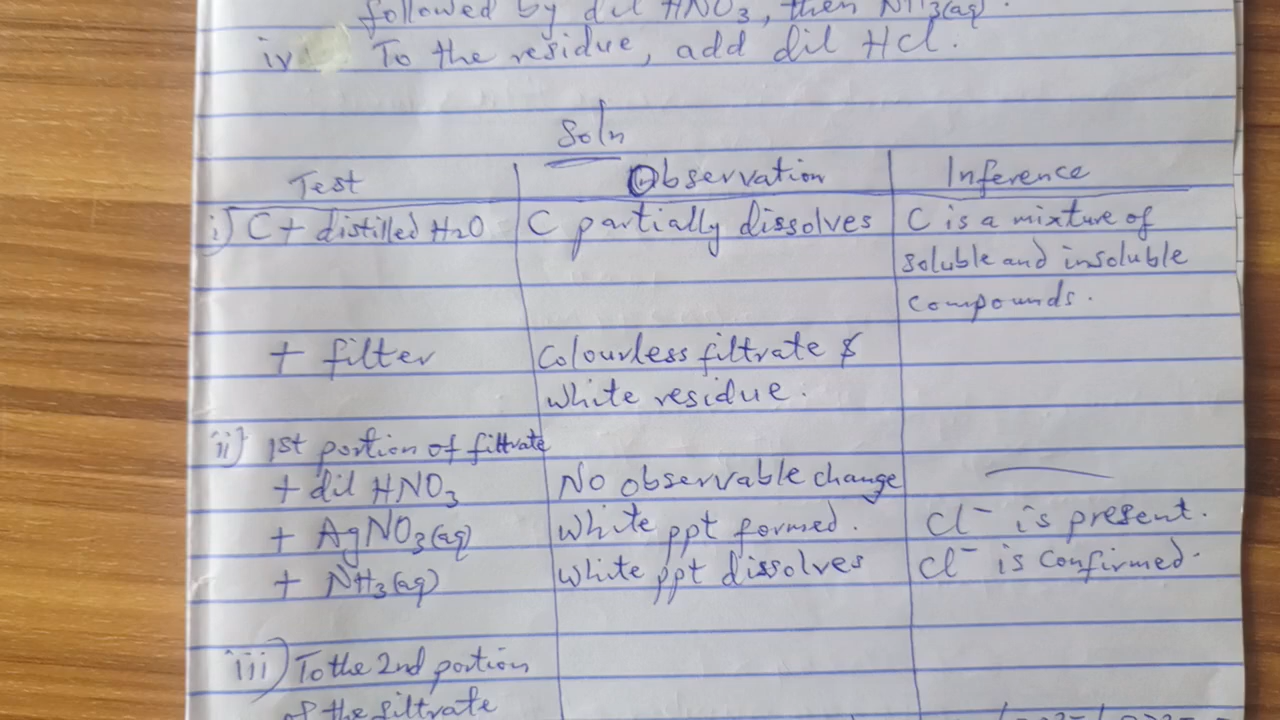 followed by dil HNO3, then NH3(aq).
iv To the residue, add dil HCl.
Soln
Test Observation Inference
i) C + distilled H2O C partially dissolves C is a mixture of
soluble and insoluble
compounds.
+ filter Colourless filtrate &
white residue.
ii) 1st portion of filtrate
+ dil HNO3 No observable change —
+ AgNO3(aq) White ppt formed. Cl⁻ is present.
+ NH3(aq) White ppt dissolves Cl⁻ is confirmed.
iii) To the 2nd portion
of the filtrate